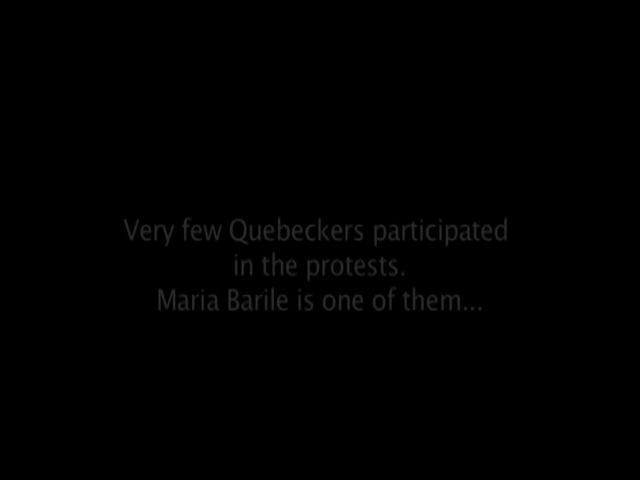 Very few Quebeckers participated
in the protests.
Maria Barile is one of them...